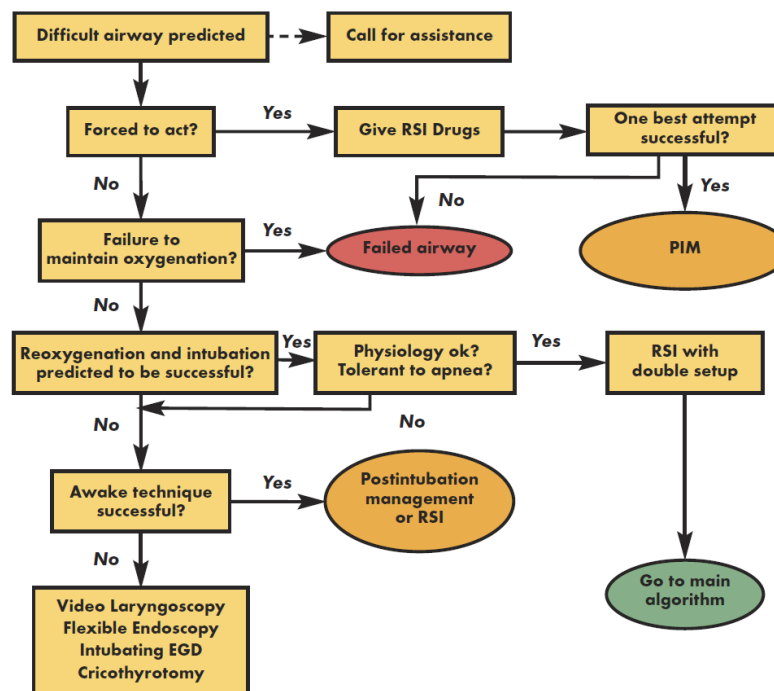 Difficult airway predicted
Call for assistance
Forced to act?
Yes
Give RSI Drugs
One best attempt
successful?
No
No
Yes
Failure to
maintain oxygenation?
Yes
Failed airway
PIM
No
Reoxygenation and intubation
predicted to be successful?
Yes
Physiology ok?
Tolerant to apnea?
Yes
RSI with
double setup
No
No
Awake technique
successful?
Yes
Postintubation
management
or RSI
No
Go to main
algorithm
Video Laryngoscopy
Flexible Endoscopy
Intubating EGD
Cricothyrotomy